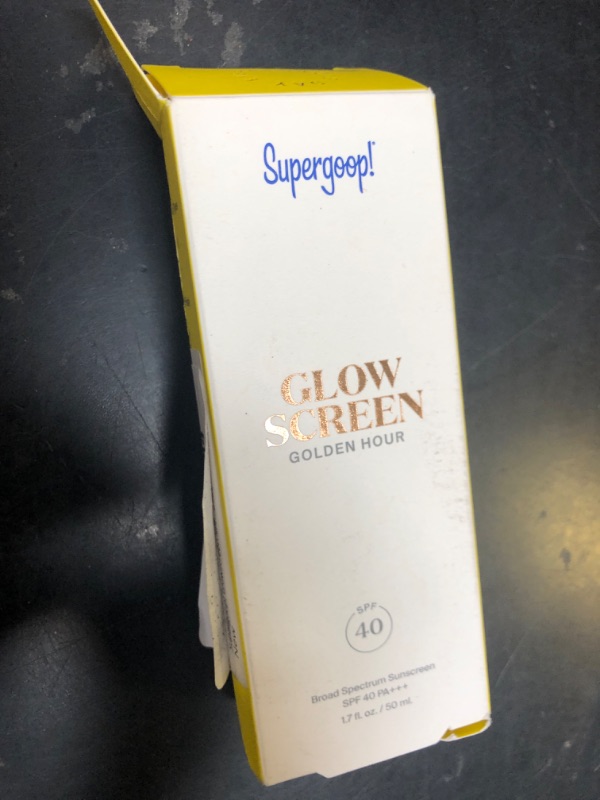 Supergoop!
GLOW
SCREEN
GOLDEN HOUR
SPF
40
Broad Spectrum Sunscreen
SPF 40 PA+++
1.7 fl. oz. / 50 ml.